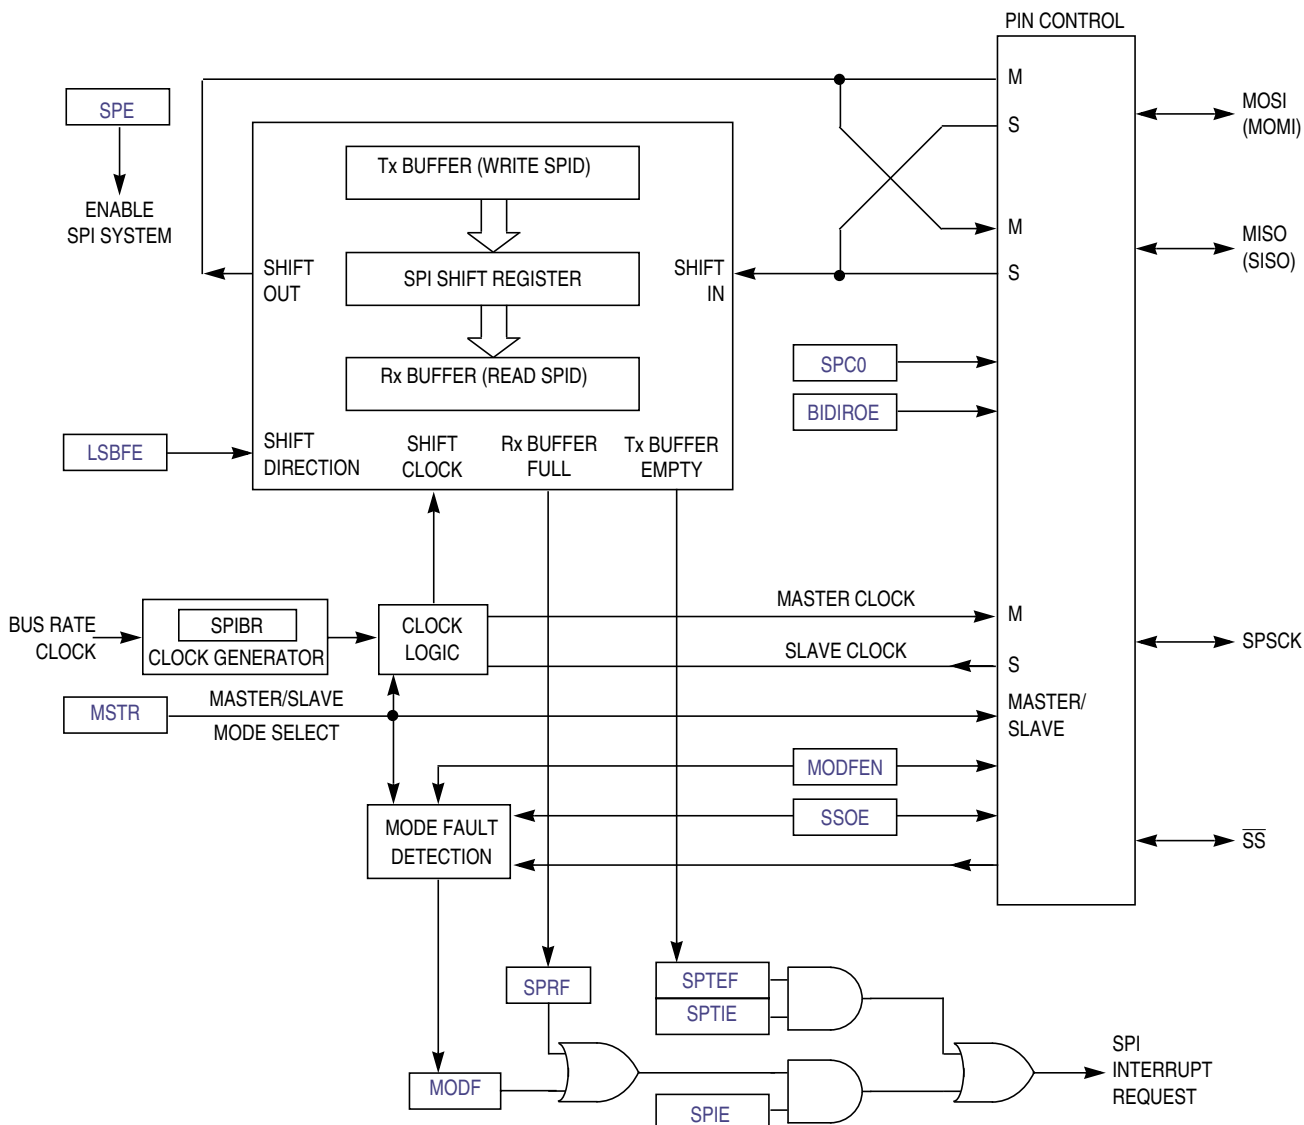 PIN CONTROL
M
SPE
MOSI
(MOMI)
S
Tx BUFFER (WRITE SPID)
ENABLE
SPI SYSTEM
M
MISO
(SISO)
SHIFT
OUT
SPI SHIFT REGISTER
SHIFT
IN
S
SPC0
Rx BUFFER (READ SPID)
BIDIROE
LSBFE
SHIFT
DIRECTION
SHIFT
CLOCK
Rx BUFFER
FULL
Tx BUFFER
EMPTY
MASTER CLOCK
M
BUS RATE
CLOCK
SPIBR
CLOCK GENERATOR
CLOCK
LOGIC
SPSCK
SLAVE CLOCK
S
MSTR
MASTER/SLAVE
MODE SELECT
MASTER/
SLAVE
MODFEN
SSOE
MODE FAULT
DETECTION
SS
SPRF
SPTEF
SPTIE
SPI
INTERRUPT
REQUEST
MODF
SPIE